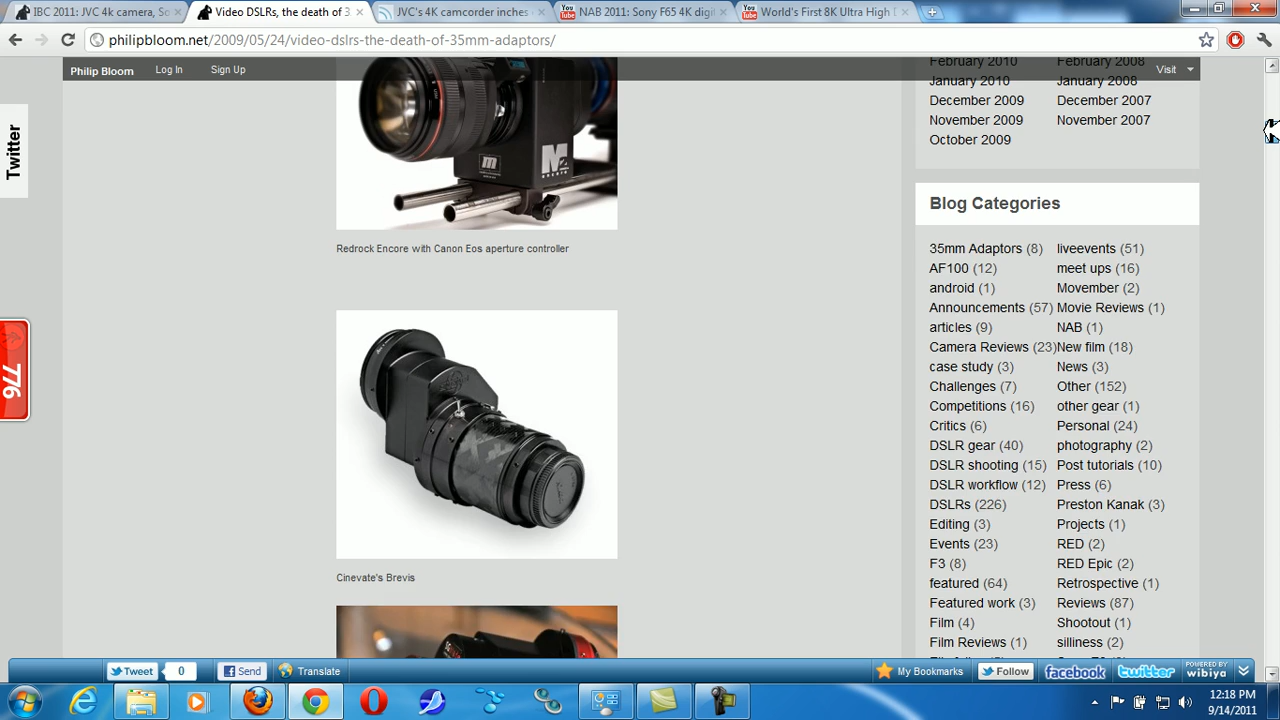 IBC 2011: JVC 4k camera, So
Video DSLRs, the death of 3
JVC's 4K camcorder inches
NAB 2011: Sony F65 4K digi
World's First 8K Ultra High D
philipbloom.net/2009/05/24/video-dslrs-the-death-of-35mm-adaptors/
Philip Bloom
Log In
Sign Up
Visit
Twitter
776
Redrock Encore with Canon Eos aperture controller
Cinevate's Brevis
February 2010
January 2010
December 2009
November 2009
October 2009
February 2008
January 2008
December 2007
November 2007
Blog Categories
35mm Adaptors (8)
AF100 (12)
android (1)
Announcements (57)
articles (9)
Camera Reviews (23)
case study (3)
Challenges (7)
Competitions (16)
Critics (6)
DSLR gear (40)
DSLR shooting (15)
DSLR workflow (12)
DSLRs (226)
Editing (3)
Events (23)
F3 (8)
featured (64)
Featured work (3)
Film (4)
Film Reviews (1)
liveevents (51)
meet ups (16)
Movember (2)
Movie Reviews (1)
NAB (1)
New film (18)
News (3)
Other (152)
other gear (1)
Personal (24)
photography (2)
Post tutorials (10)
Press (6)
Preston Kanak (3)
Projects (1)
RED (2)
RED Epic (2)
Retrospective (1)
Reviews (87)
Shootout (1)
silliness (2)
Tweet
0
Send
Translate
My Bookmarks
Follow
facebook
twitter
POWERED BY
wibiya
12:18 PM
9/14/2011